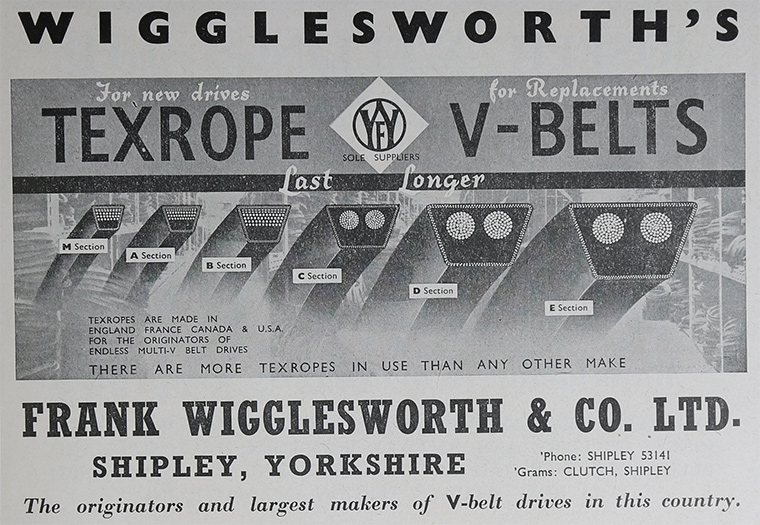 WIGGLESWORTH'S
For new drives
for Replacements
TEXROPE
V-BELTS
SOLE SUPPLIERS
Last Longer
M Section
A Section
B Section
C Section
D Section
E Section
TEXROPES ARE MADE IN
ENGLAND FRANCE CANADA & U.S.A.
FOR THE ORIGINATORS OF
ENDLESS MULTI-V BELT DRIVES
THERE ARE MORE TEXROPES IN USE THAN ANY OTHER MAKE
FRANK WIGGLESWORTH & CO. LTD.
SHIPLEY, YORKSHIRE
'Phone: SHIPLEY 53141
'Grams: CLUTCH, SHIPLEY
The originators and largest makers of V-belt drives in this country.